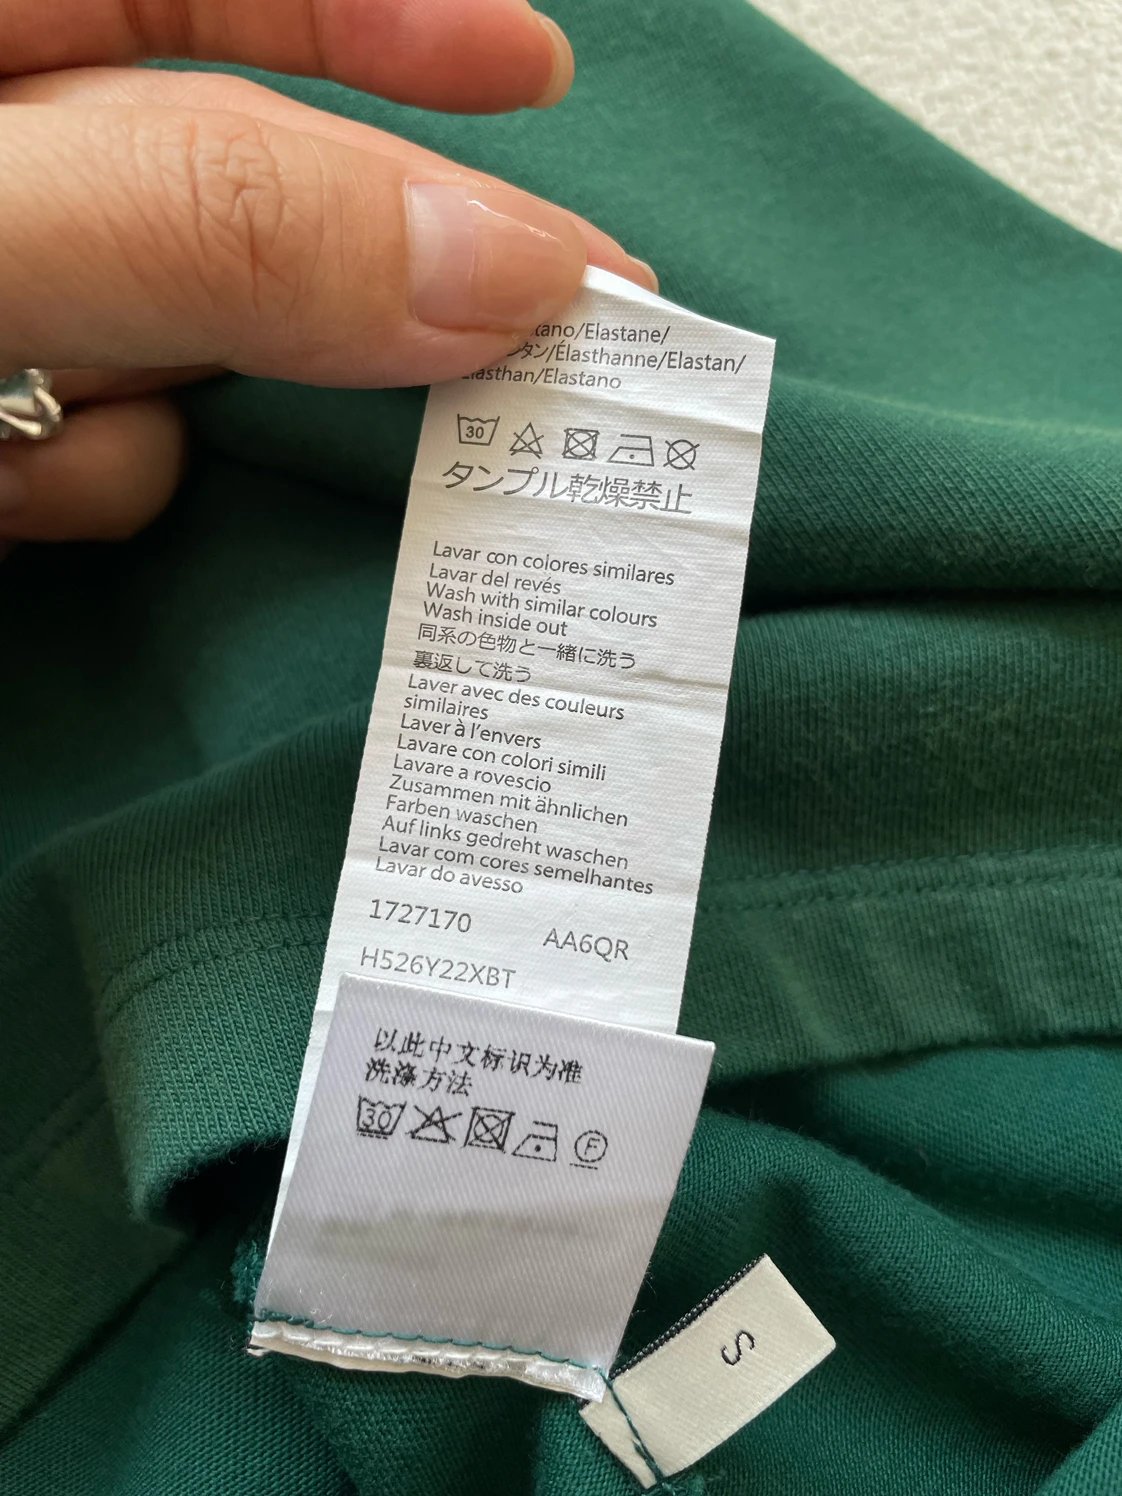 /Elastane/
タン/Élasthanne/Elastan/
Elasthan/Elastano
30
タンブル乾燥禁止
Lavar con colores similares
Lavar del revés
Wash with similar colours
Wash inside out
同系の色物と一緒に洗う
裏返して洗う
Laver avec des couleurs
similaires
Laver à l'envers
Lavare con colori simili
Lavare a rovescio
Zusammen mit ähnlichen
Farben waschen
Auf links gedreht waschen
Lavar com cores semelhantes
Lavar do avesso
1727170 AA6QR
H526Y22XBT
以此中文标识为准
洗涤方法
30 F
S